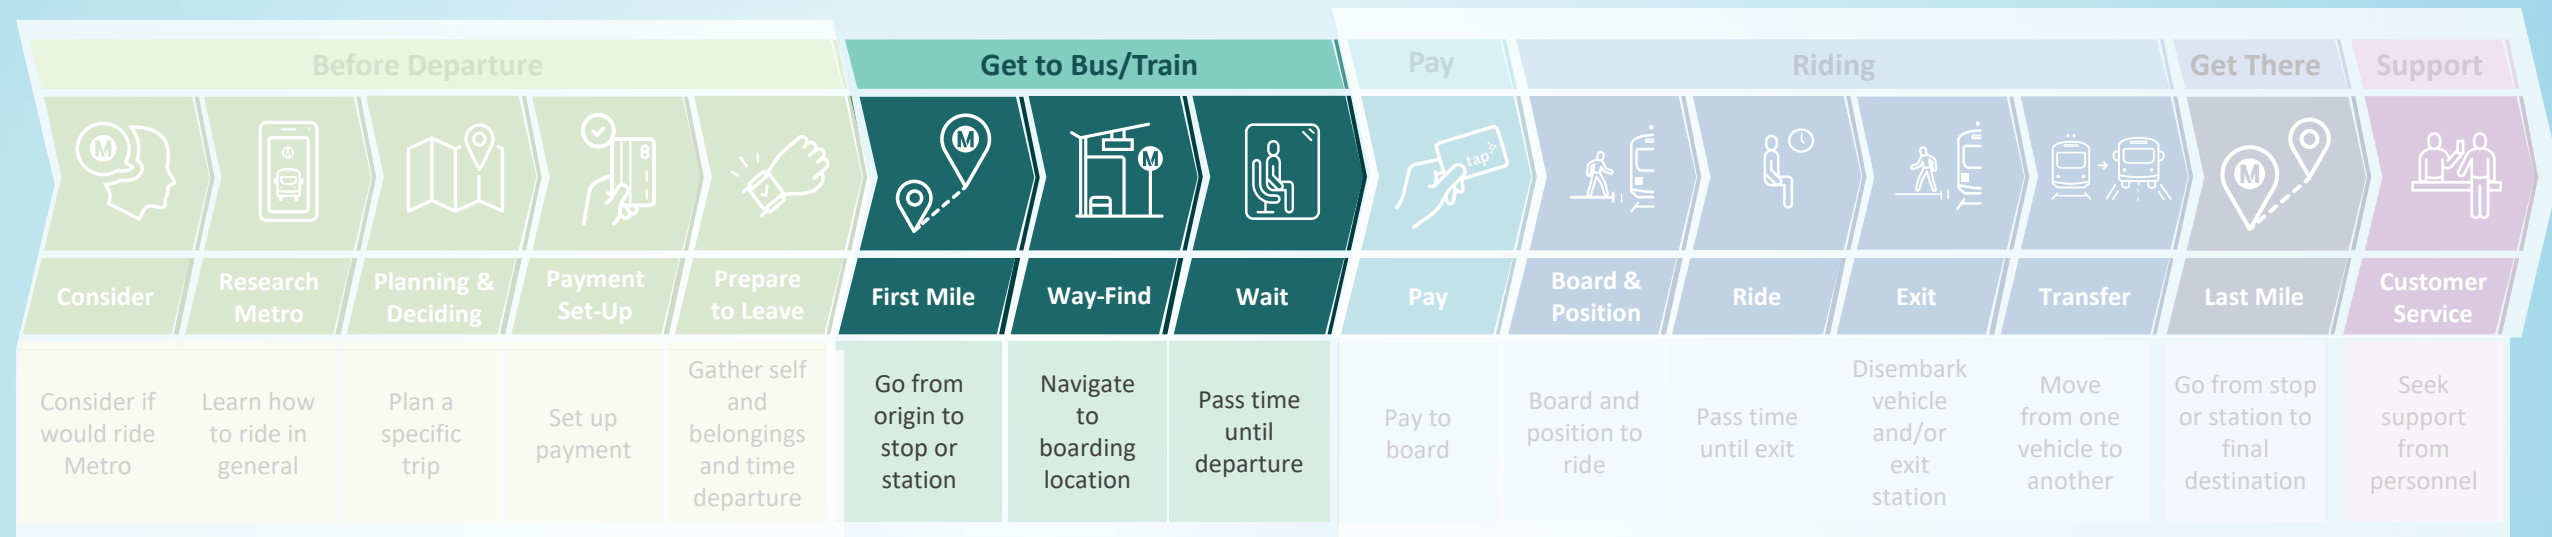 Before Departure
Get to Bus/Train
Pay
Riding
Get There
Support
M
M
M
M
tap
M
8
Consider
Research
Metro
Planning &
Deciding
Payment
Set-Up
Prepare
to Leave
First Mile
Way-Find
Wait
Pay
Board &
Position
Ride
Exit
Transfer
Last Mile
Customer
Service
Consider if
would ride
Metro
Learn how
to ride in
general
Plan a
specific
trip
Set up
payment
Gather self
and
belongings
and time
departure
Go from
origin to
stop or
station
Navigate
to
boarding
location
Pass time
until
departure
Pay to
board
Board and
position to
ride
Pass time
until exit
Disembark
vehicle
and/or
exit
station
Move
from one
vehicle to
another
Go from stop
or station to
final
destination
Seek
support
from
personnel